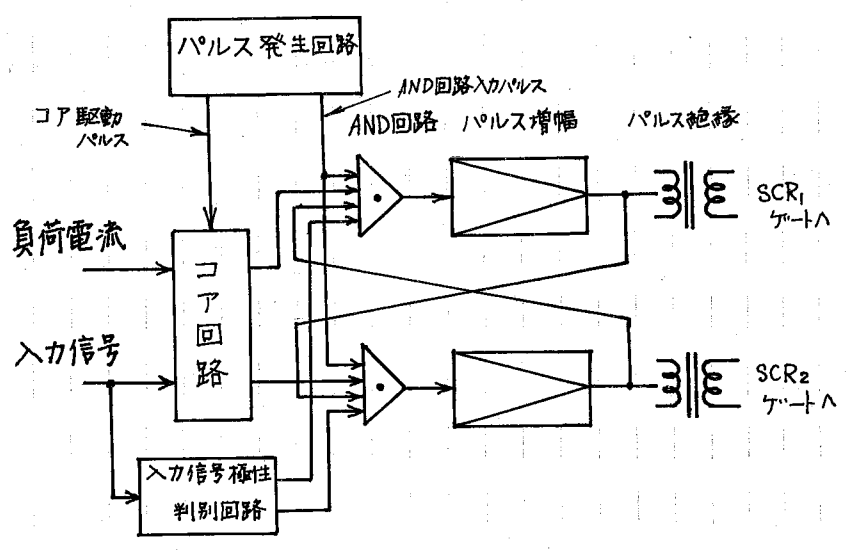 パルス発生回路
AND回路入力パルス
コア駆動
パルス
AND回路
パルス増幅
パルス絶縁
SCR1
ゲートヘ
負荷電流
コア回路
入力信号
SCR2
ゲートヘ
入力信号極性
判別回路